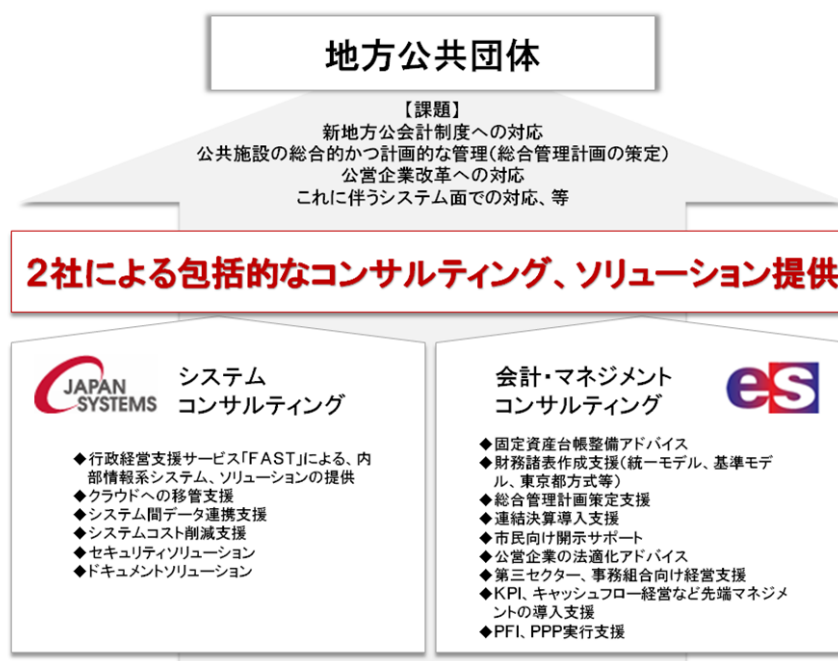 地方公共団体
【課題】
新地方公会計制度への対応
公共施設の総合的かつ計画的な管理(総合管理計画の策定)
公営企業改革への対応
これに伴うシステム面での対応、等
2社による包括的なコンサルティング、ソリューション提供
JAPAN
SYSTEMS
システム
コンサルティング
◆行政経営支援サービス「FAST」による、内
部情報系システム、ソリューションの提供
◆クラウドへの移管支援
◆システム間データ連携支援
◆システムコスト削減支援
◆セキュリティソリューション
◆ドキュメントソリューション
会計・マネジメント
コンサルティング
es
◆固定資産台帳整備アドバイス
◆財務諸表作成支援(統一モデル、基準モデ
ル、東京都方式等)
◆総合管理計画策定支援
◆連結決算導入支援
◆市民向け開示サポート
◆公営企業の法適化アドバイス
◆第三セクター、事務組合向け経営支援
◆KPI、キャッシュフロー経営など先端マネジメ
ントの導入支援
◆PFI、PPP実行支援